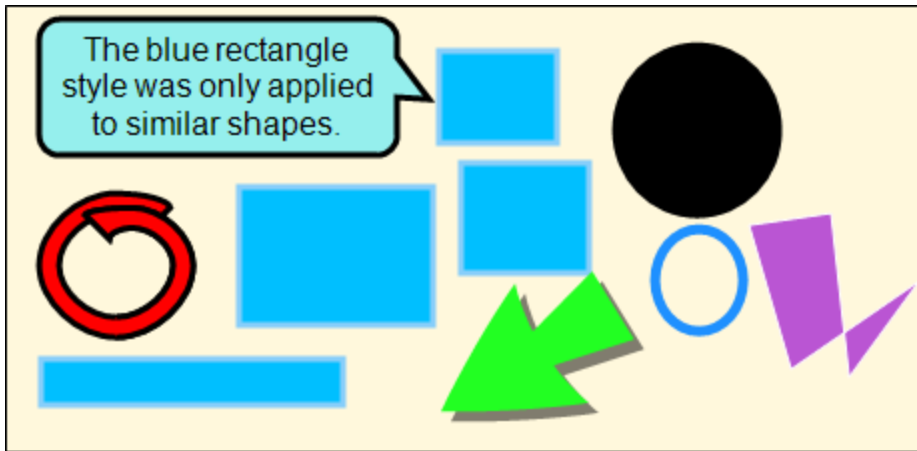 The blue rectangle
style was only applied
to similar shapes.